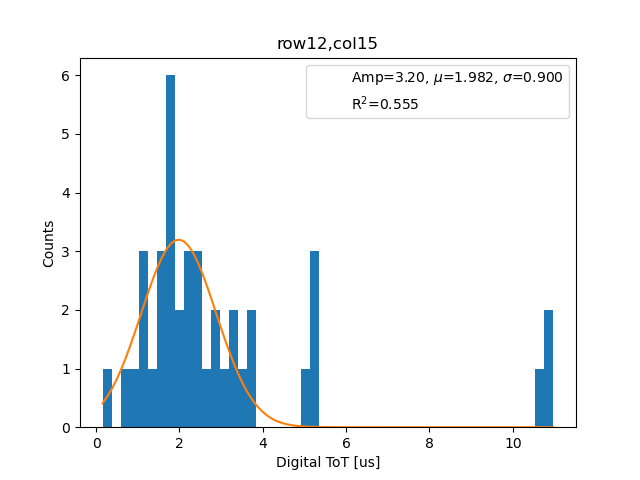 row12,col15
Amp=3.20, μ=1.982, σ=0.900
R²=0.555
Counts
6
5
4
3
2
1
0
0 2 4 6 8 10
Digital ToT [us]